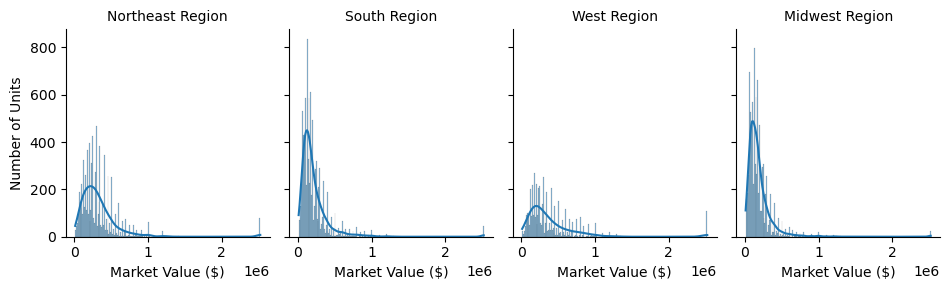 Northeast Region
South Region
West Region
Midwest Region
Number of Units
800
600
400
200
0
0 1 2
0 1 2
0 1 2
0 1 2
Market Value ($) 1e6
Market Value ($) 1e6
Market Value ($) 1e6
Market Value ($) 1e6